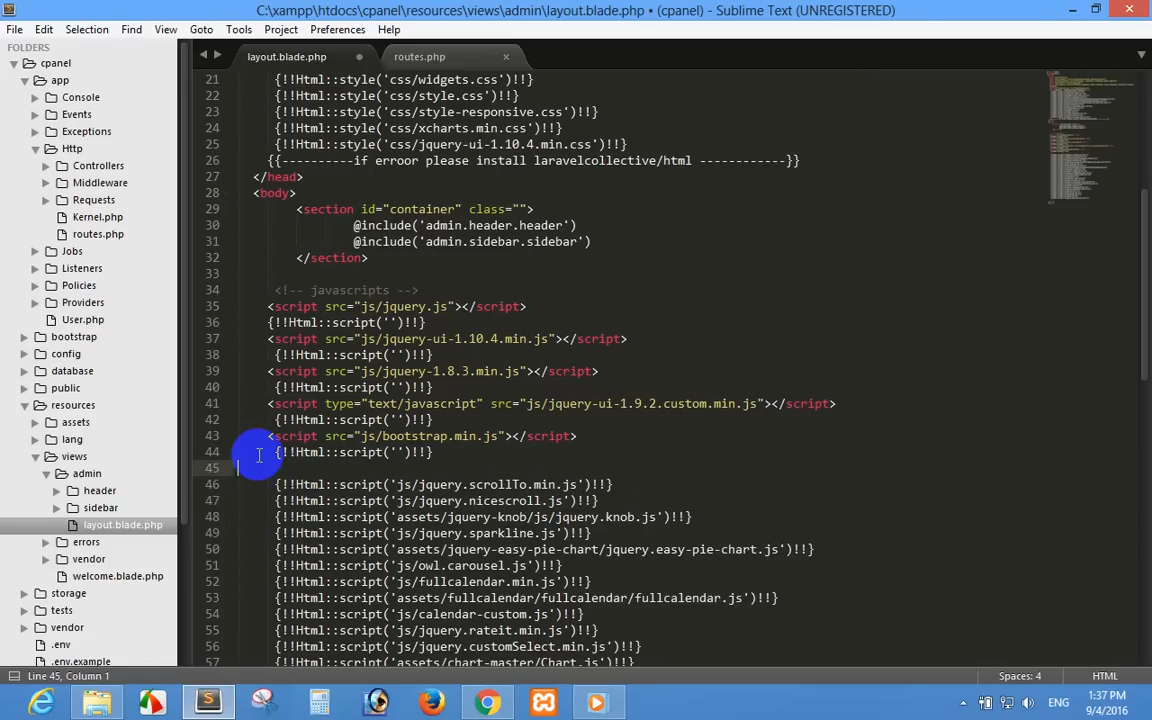 C:\xampp\htdocs\cpanel\resources\views\admin\layout.blade.php • (cpanel) - Sublime Text (UNREGISTERED)
File Edit Selection Find View Goto Tools Project Preferences Help
FOLDERS
cpanel
app
Console
Events
Exceptions
Http
Controllers
Middleware
Requests
Kernel.php
routes.php
Jobs
Listeners
Policies
Providers
User.php
bootstrap
config
database
public
resources
assets
lang
views
admin
header
sidebar
layout.blade.php
errors
vendor
welcome.blade.php
storage
tests
vendor
.env
.env.example
layout.blade.php
routes.php
21 {!!Html::style('css/widgets.css')!!}
22 {!!Html::style('css/style.css')!!}
23 {!!Html::style('css/style-responsive.css')!!}
24 {!!Html::style('css/xcharts.min.css')!!}
25 {!!Html::style('css/jquery-ui-1.10.4.min.css')!!}
26 {{----------if erroor please install laravelcollective/html ------------}}
27 </head>
28 <body>
29 <section id="container" class="">
30 @include('admin.header.header')
31 @include('admin.sidebar.sidebar')
32 </section>
33
34 <!-- javascripts -->
35 <script src="js/jquery.js"></script>
36 {!!Html::script('')!!}
37 <script src="js/jquery-ui-1.10.4.min.js"></script>
38 {!!Html::script('')!!}
39 <script src="js/jquery-1.8.3.min.js"></script>
40 {!!Html::script('')!!}
41 <script type="text/javascript" src="js/jquery-ui-1.9.2.custom.min.js"></script>
42 {!!Html::script('')!!}
43 <script src="js/bootstrap.min.js"></script>
44 {!!Html::script('')!!}
45
46 {!!Html::script('js/jquery.scrollTo.min.js')!!}
47 {!!Html::script('js/jquery.nicescroll.js')!!}
48 {!!Html::script('assets/jquery-knob/js/jquery.knob.js')!!}
49 {!!Html::script('js/jquery.sparkline.js')!!}
50 {!!Html::script('assets/jquery-easy-pie-chart/jquery.easy-pie-chart.js')!!}
51 {!!Html::script('js/owl.carousel.js')!!}
52 {!!Html::script('js/fullcalendar.min.js')!!}
53 {!!Html::script('assets/fullcalendar/fullcalendar/fullcalendar.js')!!}
54 {!!Html::script('js/calendar-custom.js')!!}
55 {!!Html::script('js/jquery.rateit.min.js')!!}
56 {!!Html::script('js/jquery.customSelect.min.js')!!}
57 {!!Html::script('assets/chart-master/Chart.js')!!}
Line 45, Column 1
Spaces: 4
HTML
ENG
1:37 PM
9/4/2016